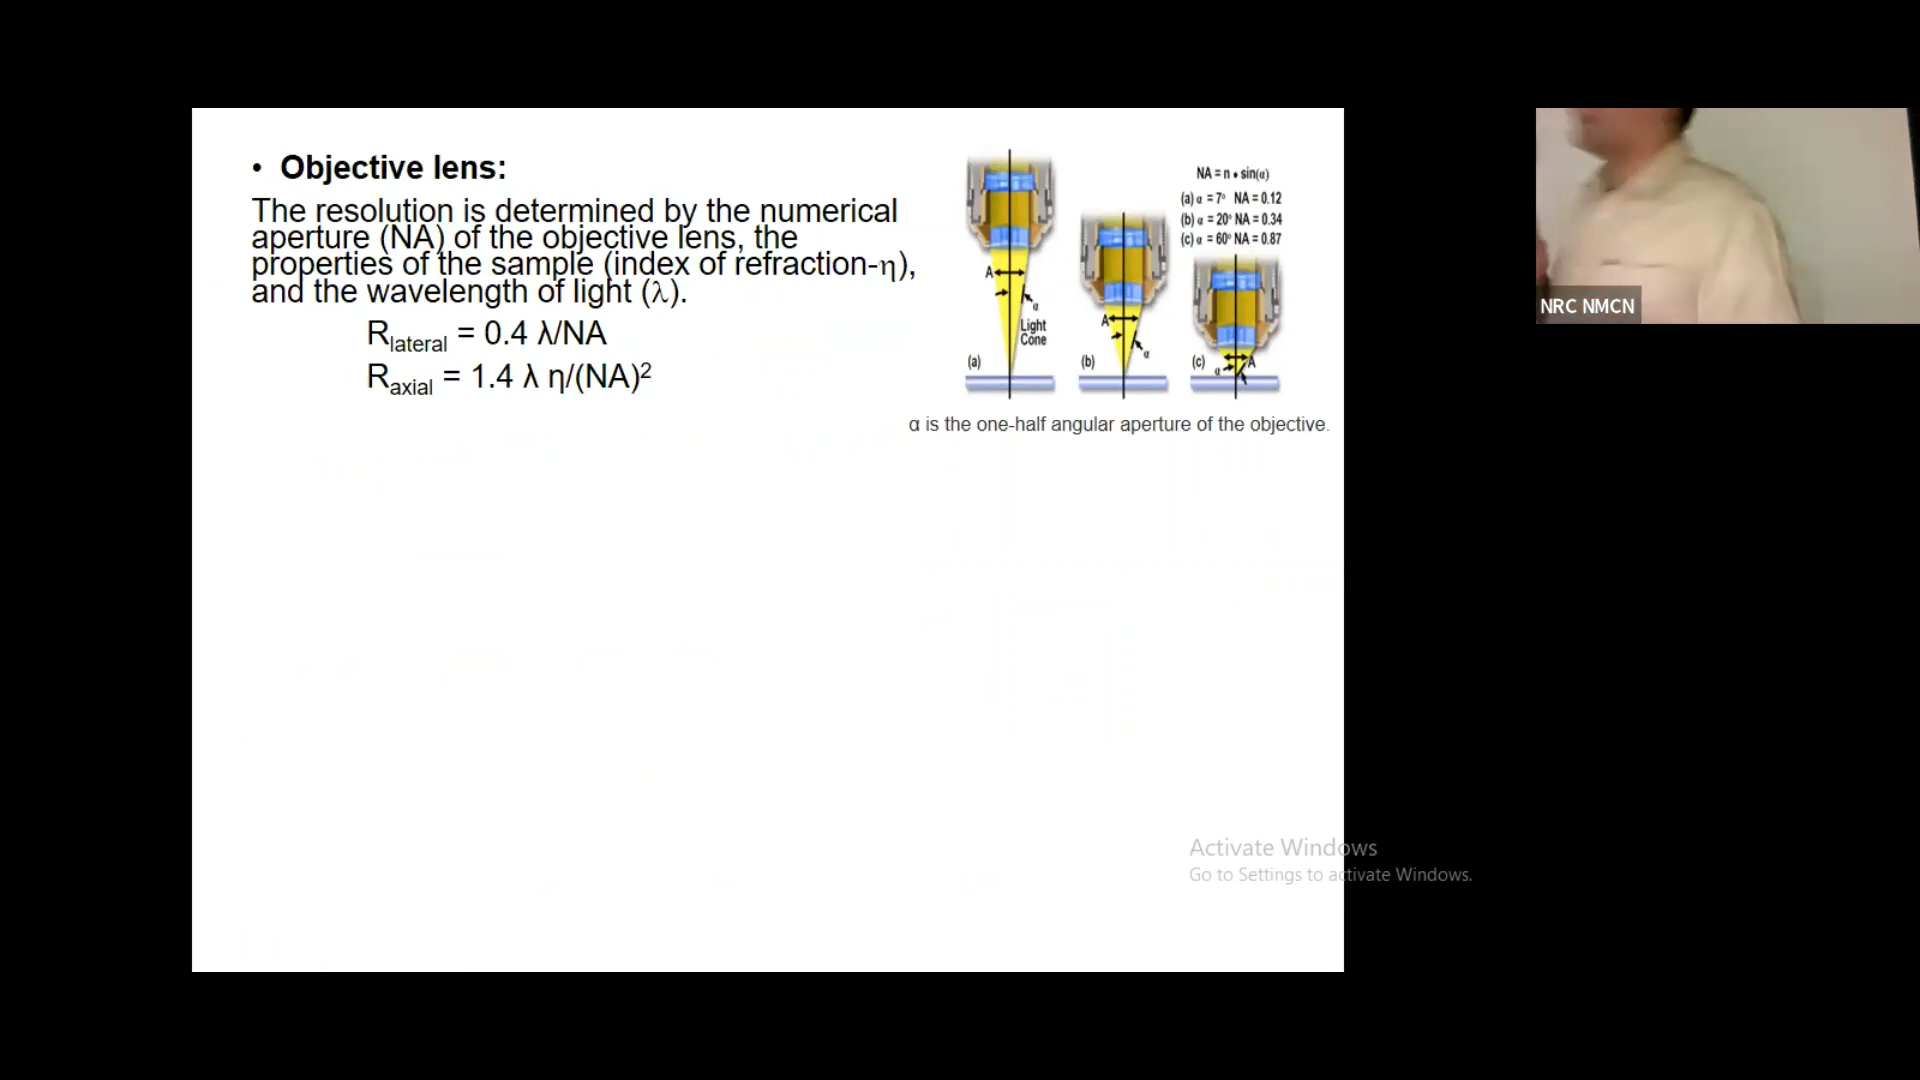 • Objective lens:
The resolution is determined by the numerical
aperture (NA) of the objective lens, the
properties of the sample (index of refraction-η),
and the wavelength of light (λ).
Rlateral = 0.4 λ/NA
Raxial = 1.4 λ η/(NA)²
NA = n • sin(α)
(a) α = 7° NA = 0.12
(b) α = 20° NA = 0.34
(c) α = 60° NA = 0.87
A
α
Light
Cone
(a)
A
α
(b)
A
α
(c)
α is the one-half angular aperture of the objective.
NRC NMCN
Activate Windows
Go to Settings to activate Windows.